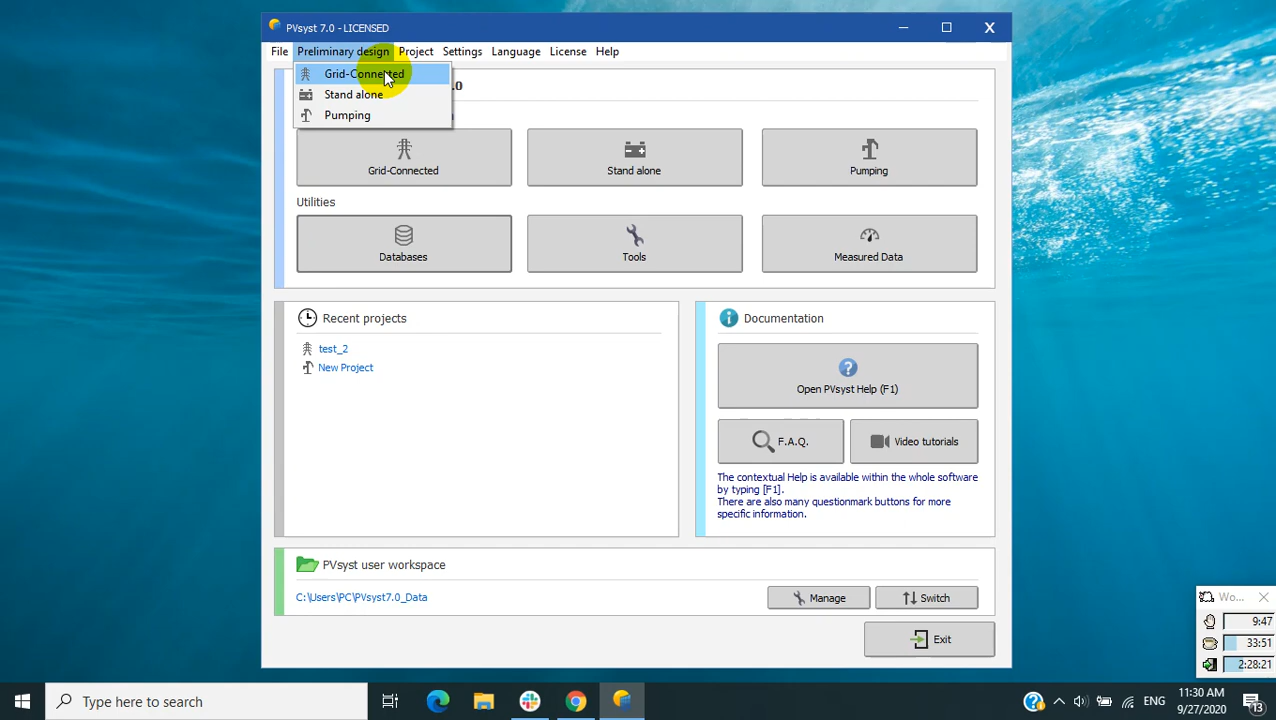 PVsyst 7.0 - LICENSED
File Preliminary design Project Settings Language License Help
Grid-Connected
Stand alone
Pumping
.0
Grid-Connected
Stand alone
Pumping
Utilities
Databases
Tools
Measured Data
Recent projects
test_2
New Project
Documentation
Open PVsyst Help (F1)
F.A.Q.
Video tutorials
The contextual Help is available within the whole software
by typing [F1].
There are also many questionmark buttons for more
specific information.
PVsyst user workspace
C:\Users\PC\PVsyst7.0_Data
Manage
Switch
Exit
Wo...
9:47
33:51
2:28:21
Type here to search
ENG
11:30 AM
9/27/2020
13